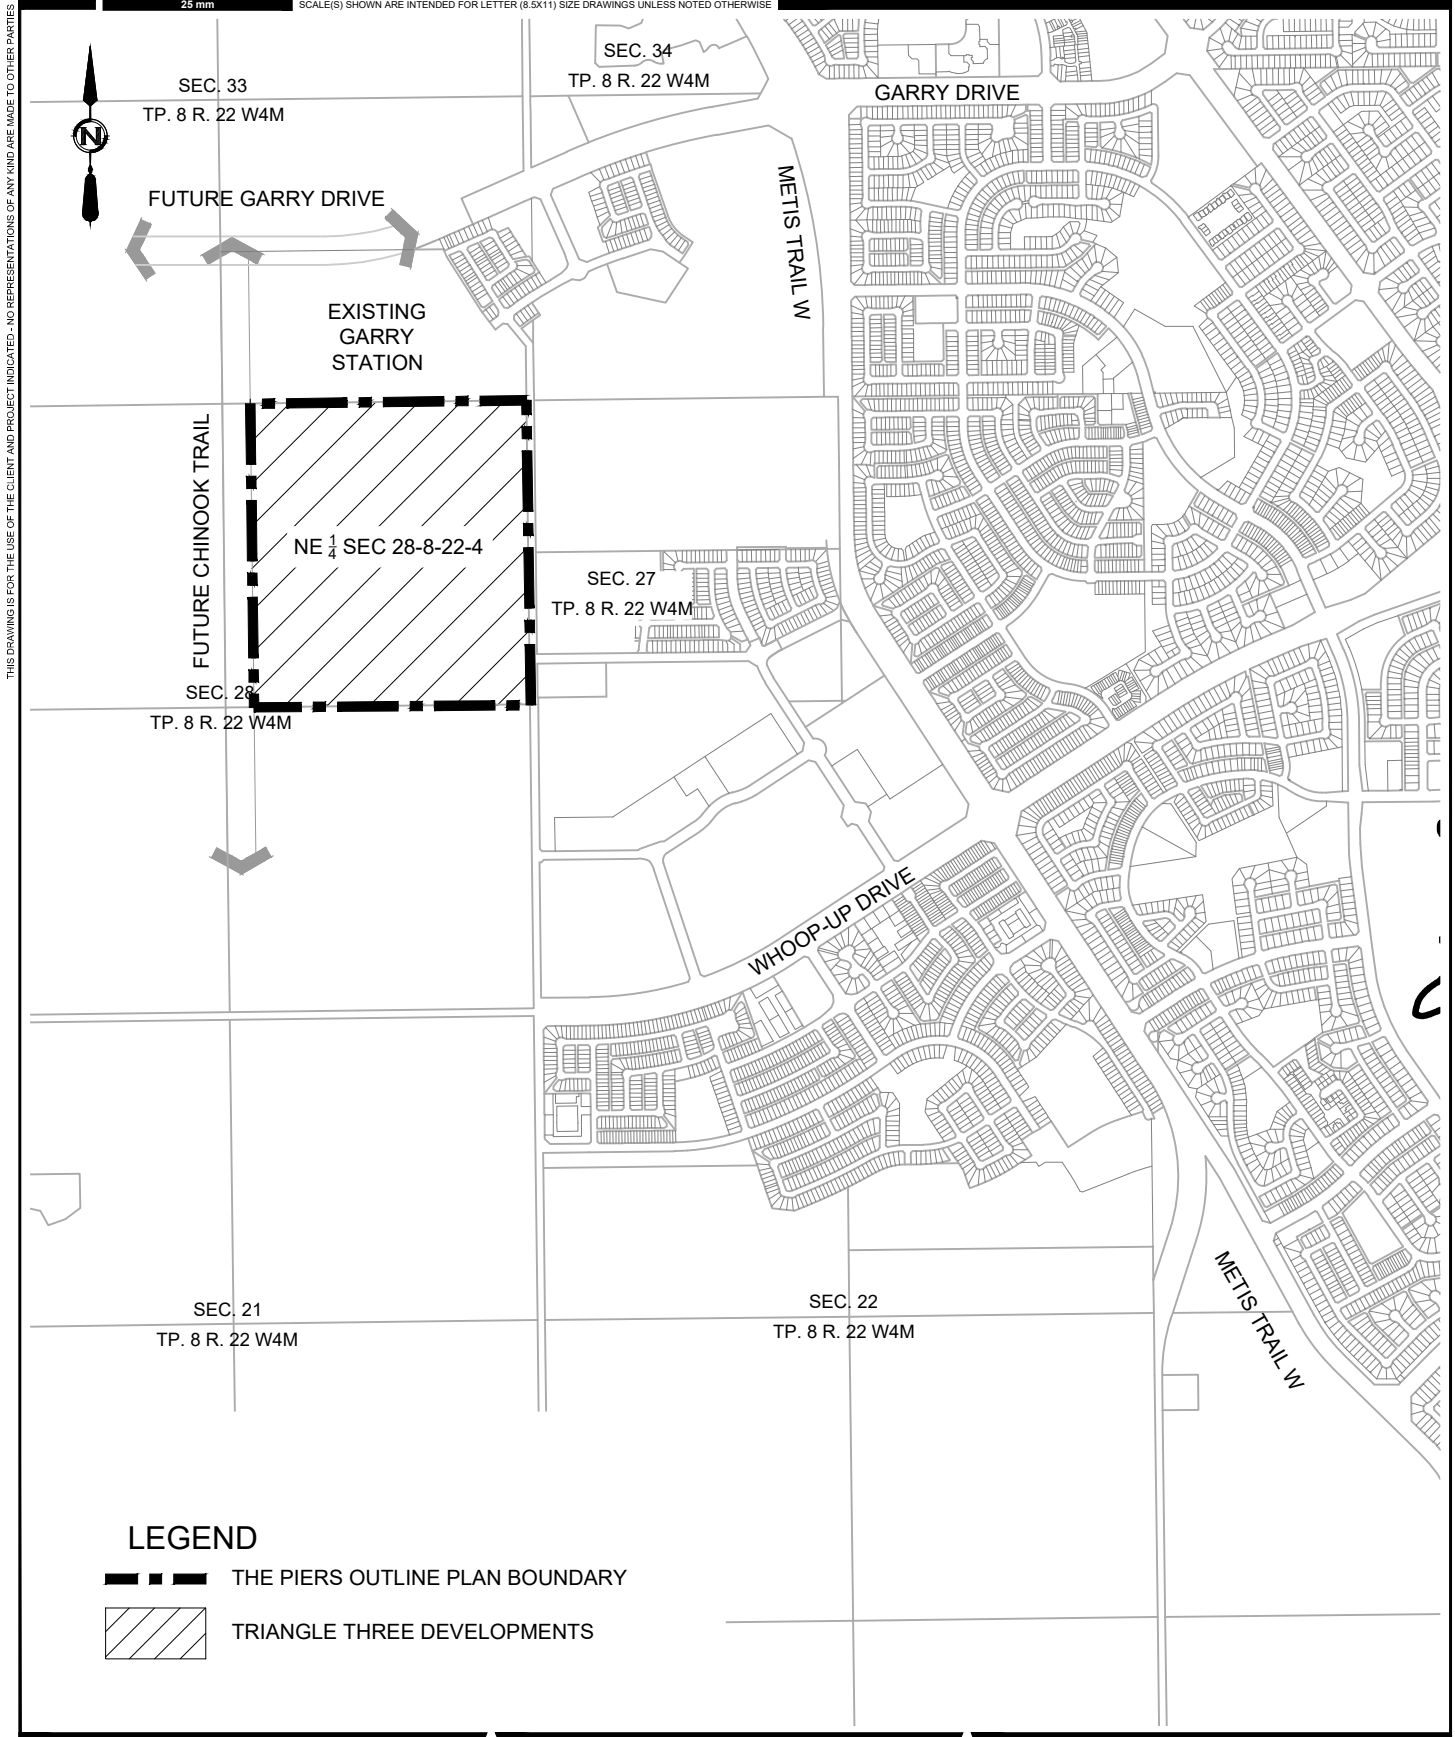 25 mm
SCALE(S) SHOWN ARE INTENDED FOR LETTER (8.5X11) SIZE DRAWINGS UNLESS NOTED OTHERWISE
THIS DRAWING IS FOR THE USE OF THE CLIENT AND PROJECT INDICATED - NO REPRESENTATIONS OF ANY KIND ARE MADE TO OTHER PARTIES
SEC. 34
TP. 8 R. 22 W4M
SEC. 33
TP. 8 R. 22 W4M
GARRY DRIVE
N
METIS TRAIL W
FUTURE GARRY DRIVE
EXISTING
GARRY
STATION
FUTURE CHINOOK TRAIL
NE 1/4 SEC 28-8-22-4
SEC. 27
TP. 8 R. 22 W4M
SEC. 28
TP. 8 R. 22 W4M
WHOOP-UP DRIVE
SEC. 21
TP. 8 R. 22 W4M
SEC. 22
TP. 8 R. 22 W4M
METIS TRAIL W
LEGEND
THE PIERS OUTLINE PLAN BOUNDARY
TRIANGLE THREE DEVELOPMENTS